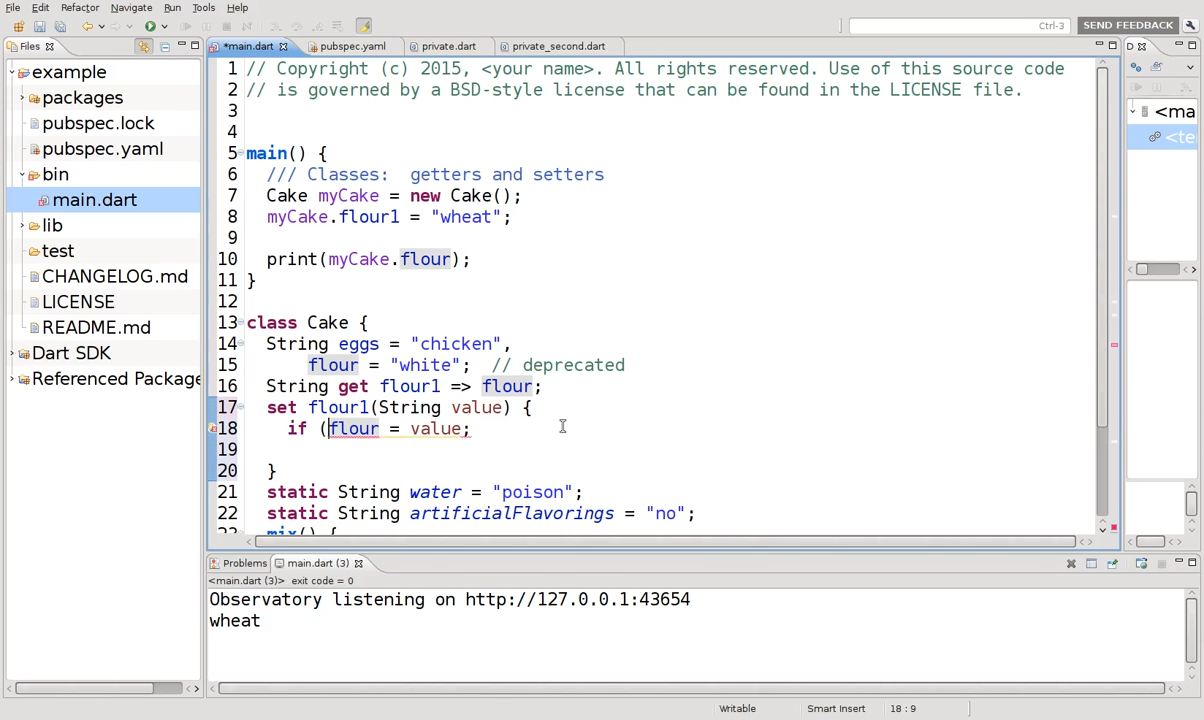 File Edit Refactor Navigate Run Tools Help
Ctrl-3
SEND FEEDBACK
Files
*main.dart pubspec.yaml private.dart private_second.dart
D
example
packages
pubspec.lock
pubspec.yaml
bin
main.dart
lib
test
CHANGELOG.md
LICENSE
README.md
Dart SDK
Referenced Package
1 // Copyright (c) 2015, <your name>. All rights reserved. Use of this source code
2 // is governed by a BSD-style license that can be found in the LICENSE file.
3
4
5 main() {
6 /// Classes: getters and setters
7 Cake myCake = new Cake();
8 myCake.flour1 = "wheat";
9
10 print(myCake.flour);
11 }
12
13 class Cake {
14 String eggs = "chicken",
15 flour = "white"; // deprecated
16 String get flour1 => flour;
17 set flour1(String value) {
18 if (flour = value;
19
20 }
21 static String water = "poison";
22 static String artificialFlavorings = "no";
mix() {
<ma
<te
Problems main.dart (3)
<main.dart (3)> exit code = 0
Observatory listening on http://127.0.0.1:43654
wheat
Writable Smart Insert 18 : 9